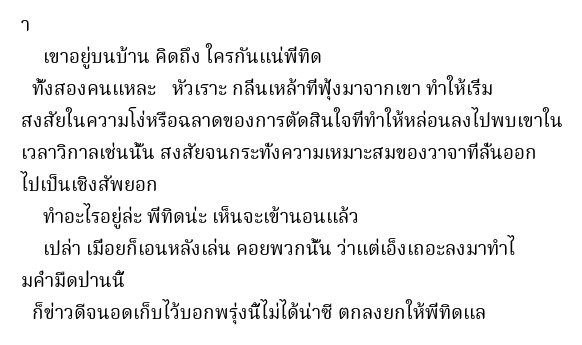 า
เขาอยู่บนบ้าน คิดถึง ใครกันแน่พี่ทิด
ทั้งสองคนแหละ หัวเราะ กลิ่นเหล้าที่ฟุ้งมาจากเขา ทำให้เริ่ม
สงสัยในความโง่หรือฉลาดของการตัดสินใจที่ทำให้หล่อนลงไปพบเขาใน
เวลาวิกาลเช่นนั้น สงสัยจนกระทั่งความเหมาะสมของวาจาที่ลั่นออก
ไปเป็นเชิงสัพยอก
ทำอะไรอยู่ล่ะ พี่ทิดน่ะ เห็นจะเข้านอนแล้ว
เปล่า เมื่อยก็เอนหลังเล่น คอยพวกนั้น ว่าแต่เอ็งเถอะลงมาทำไ
มค่ำมืดปานนี้
ก็ข่าวดีจนอดเก็บไว้บอกพรุ่งนี้ไม่ได้น่าซี ตกลงยกให้พี่ทิดแล